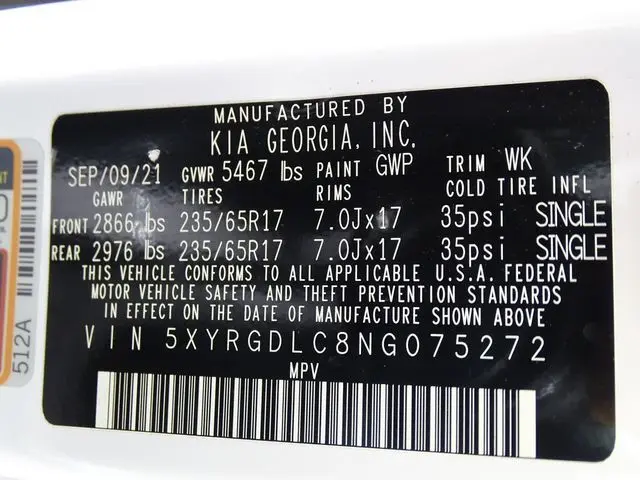 MANUFACTURED BY
KIA GEORGIA, INC.
SEP/09/21 GVWR 5467 lbs PAINT GWP TRIM WK
GAWR TIRES RIMS COLD TIRE INFL
FRONT 2866 lbs 235/65R17 7.0Jx17 35psi SINGLE
REAR 2976 lbs 235/65R17 7.0Jx17 35psi SINGLE
THIS VEHICLE CONFORMS TO ALL APPLICABLE U.S.A. FEDERAL
MOTOR VEHICLE SAFETY AND THEFT PREVENTION STANDARDS
IN EFFECT ON THE DATE OF MANUFACTURE SHOWN ABOVE
VIN 5XYRGDLC8NG075272
MPV
512A